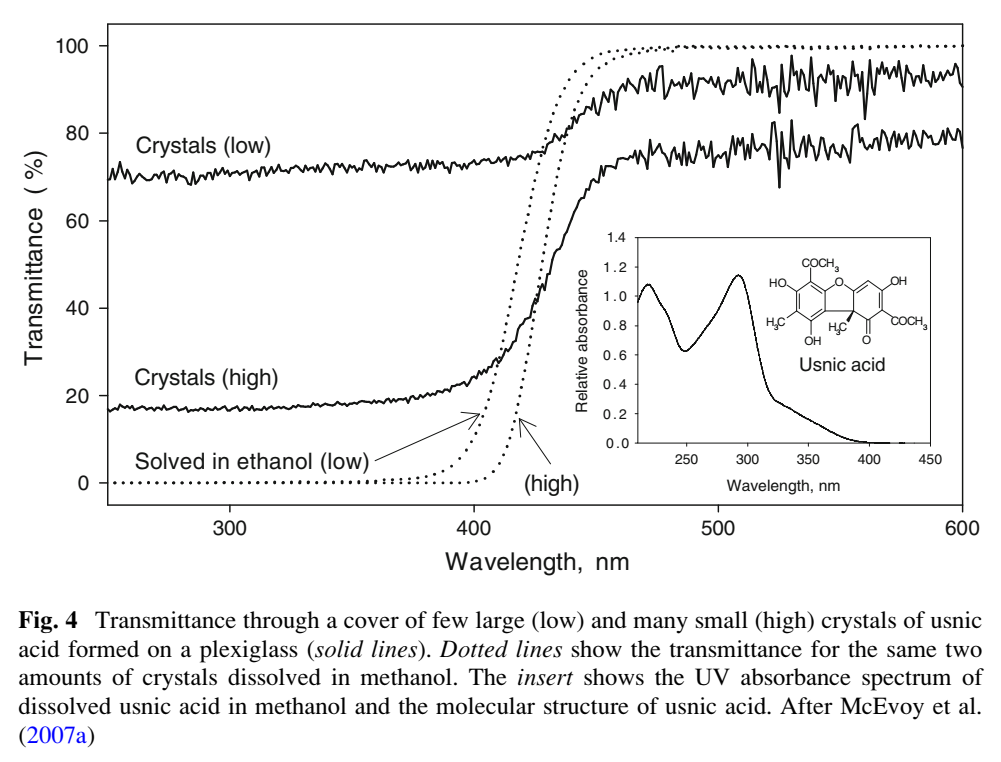 100
80
60
40
20
0
Transmittance (%)
Crystals (low)
Crystals (high)
Solved in ethanol (low)
(high)
300
400
500
600
Wavelength, nm
1.4
1.2
1.0
0.8
0.6
0.4
0.2
0.0
Relative absorbance
250
300
350
400
450
Wavelength, nm
COCH3
HO
O
OH
H3C
H3C
COCH3
OH
O
Usnic acid
Fig. 4 Transmittance through a cover of few large (low) and many small (high) crystals of usnic
acid formed on a plexiglass (solid lines). Dotted lines show the transmittance for the same two
amounts of crystals dissolved in methanol. The insert shows the UV absorbance spectrum of
dissolved usnic acid in methanol and the molecular structure of usnic acid. After McEvoy et al.
(2007a)